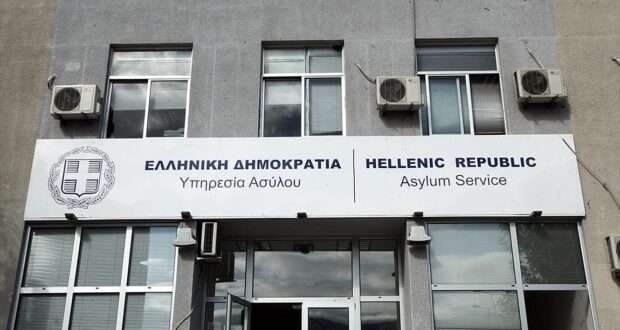 ΕΛΛΗΝΙΚΗ ΔΗΜΟΚΡΑΤΙΑ
Υπηρεσία Ασύλου
HELLENIC REPUBLIC
Asylum Service